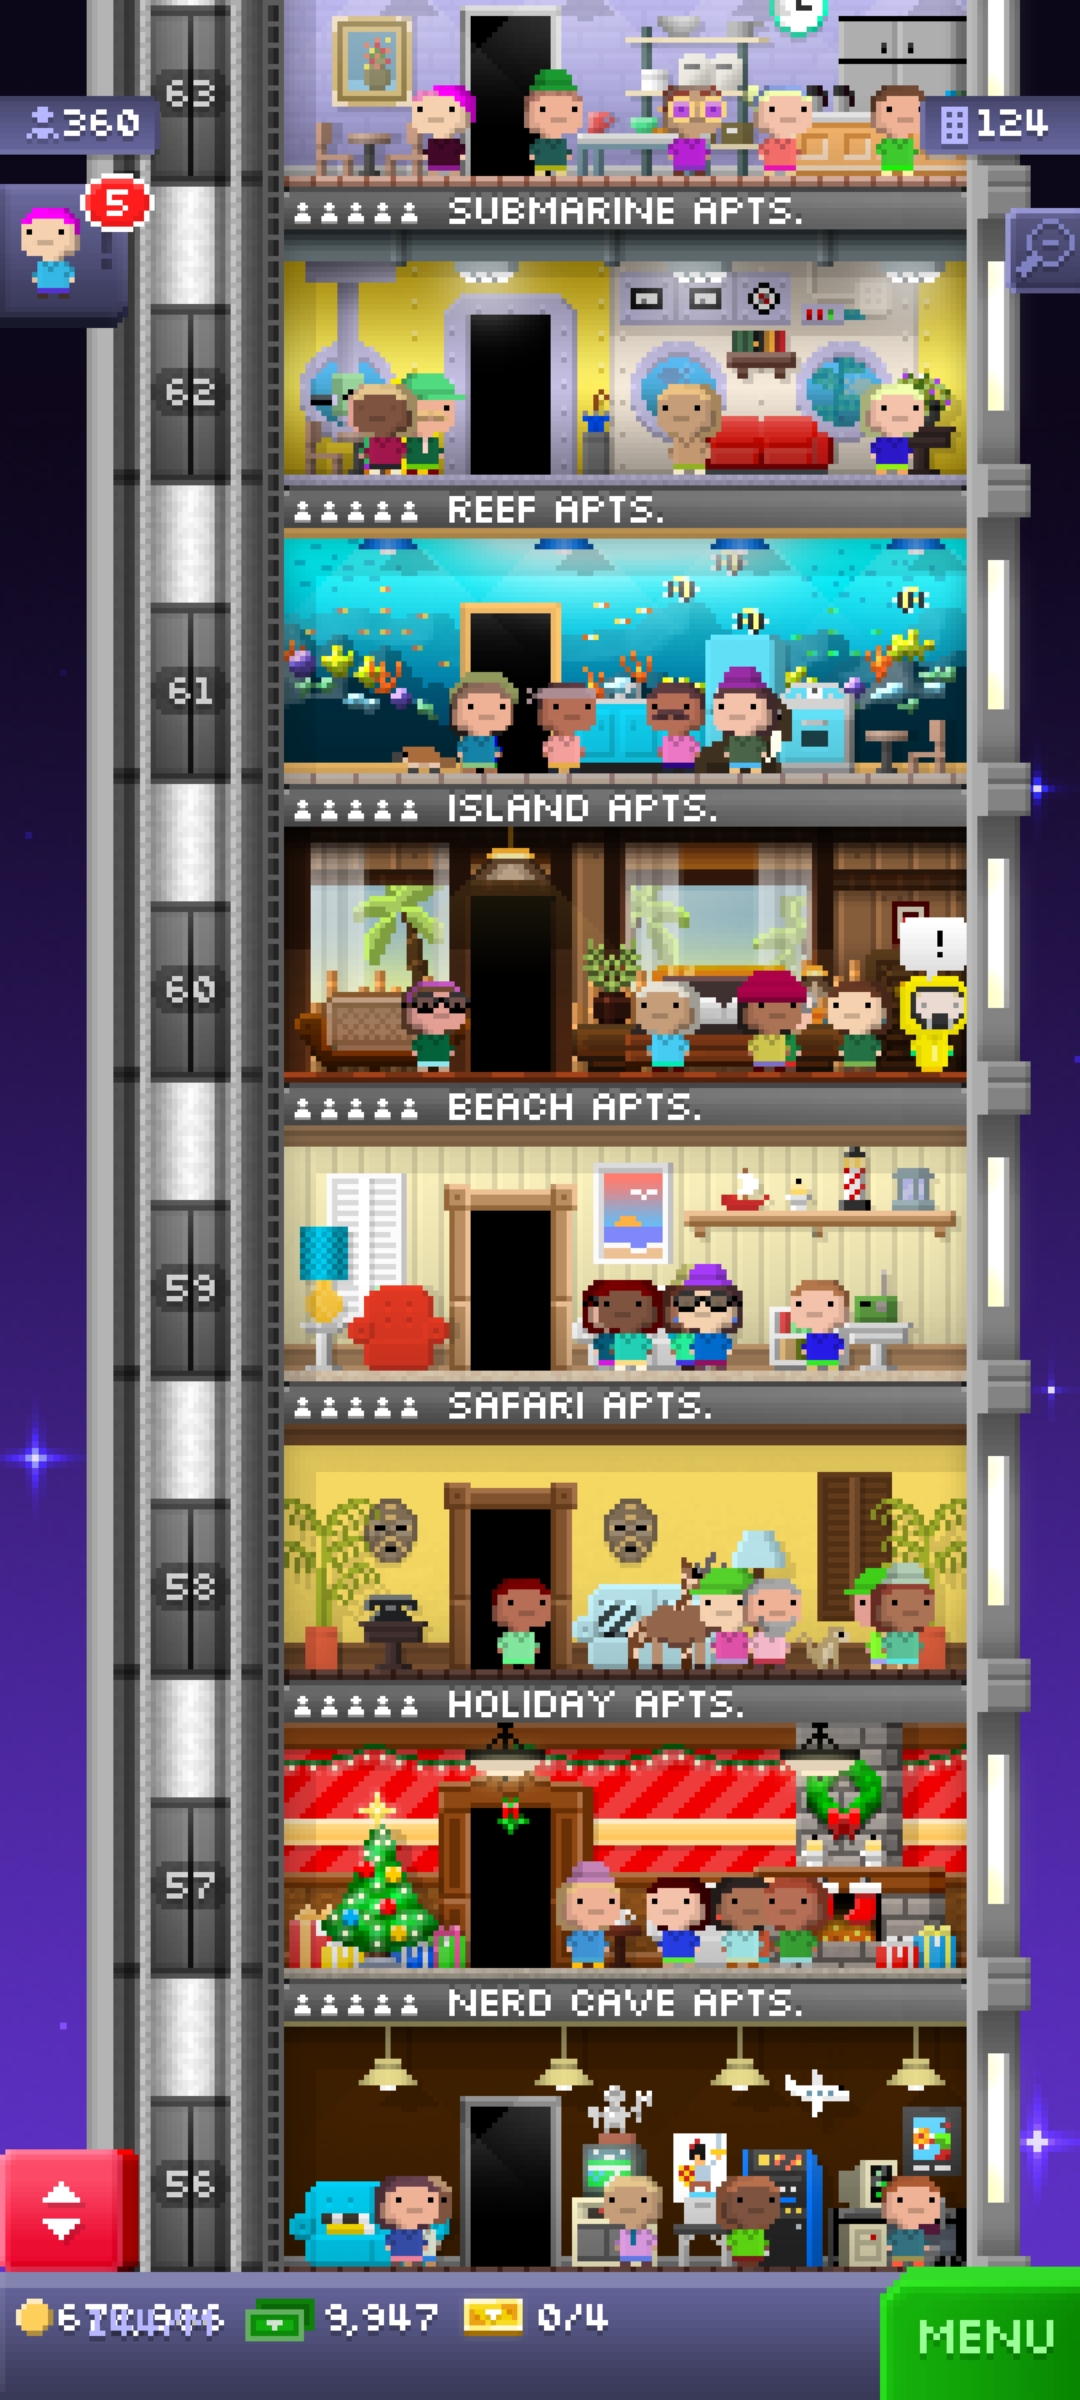 63
360
124
5
SUBMARINE APTS.
62
REEF APTS.
61
ISLAND APTS.
60
!
BEACH APTS.
59
SAFARI APTS.
58
HOLIDAY APTS.
57
NERD CAVE APTS.
56
9,947
0/4
MENU